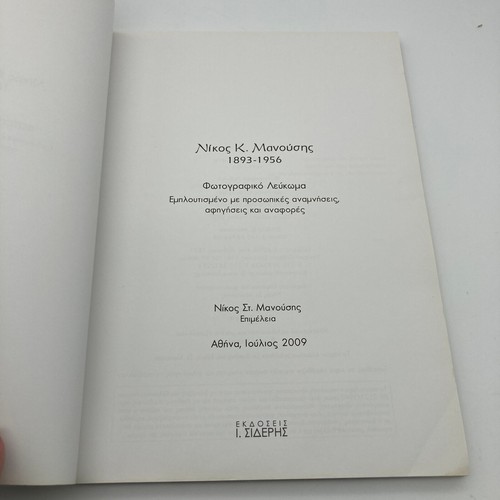 Νίκος Κ. Μανούσης
1893-1956
Φωτογραφικό Λεύκωμα
Εμπλουτισμένο με προσωπικές αναμνήσεις,
αφηγήσεις και αναφορές
Νίκος Στ. Μανούσης
Επιμέλεια
Αθήνα, Ιούλιος 2009
ΕΚΔΟΣΕΙΣ
Ι. ΣΙΔΕΡΗΣ